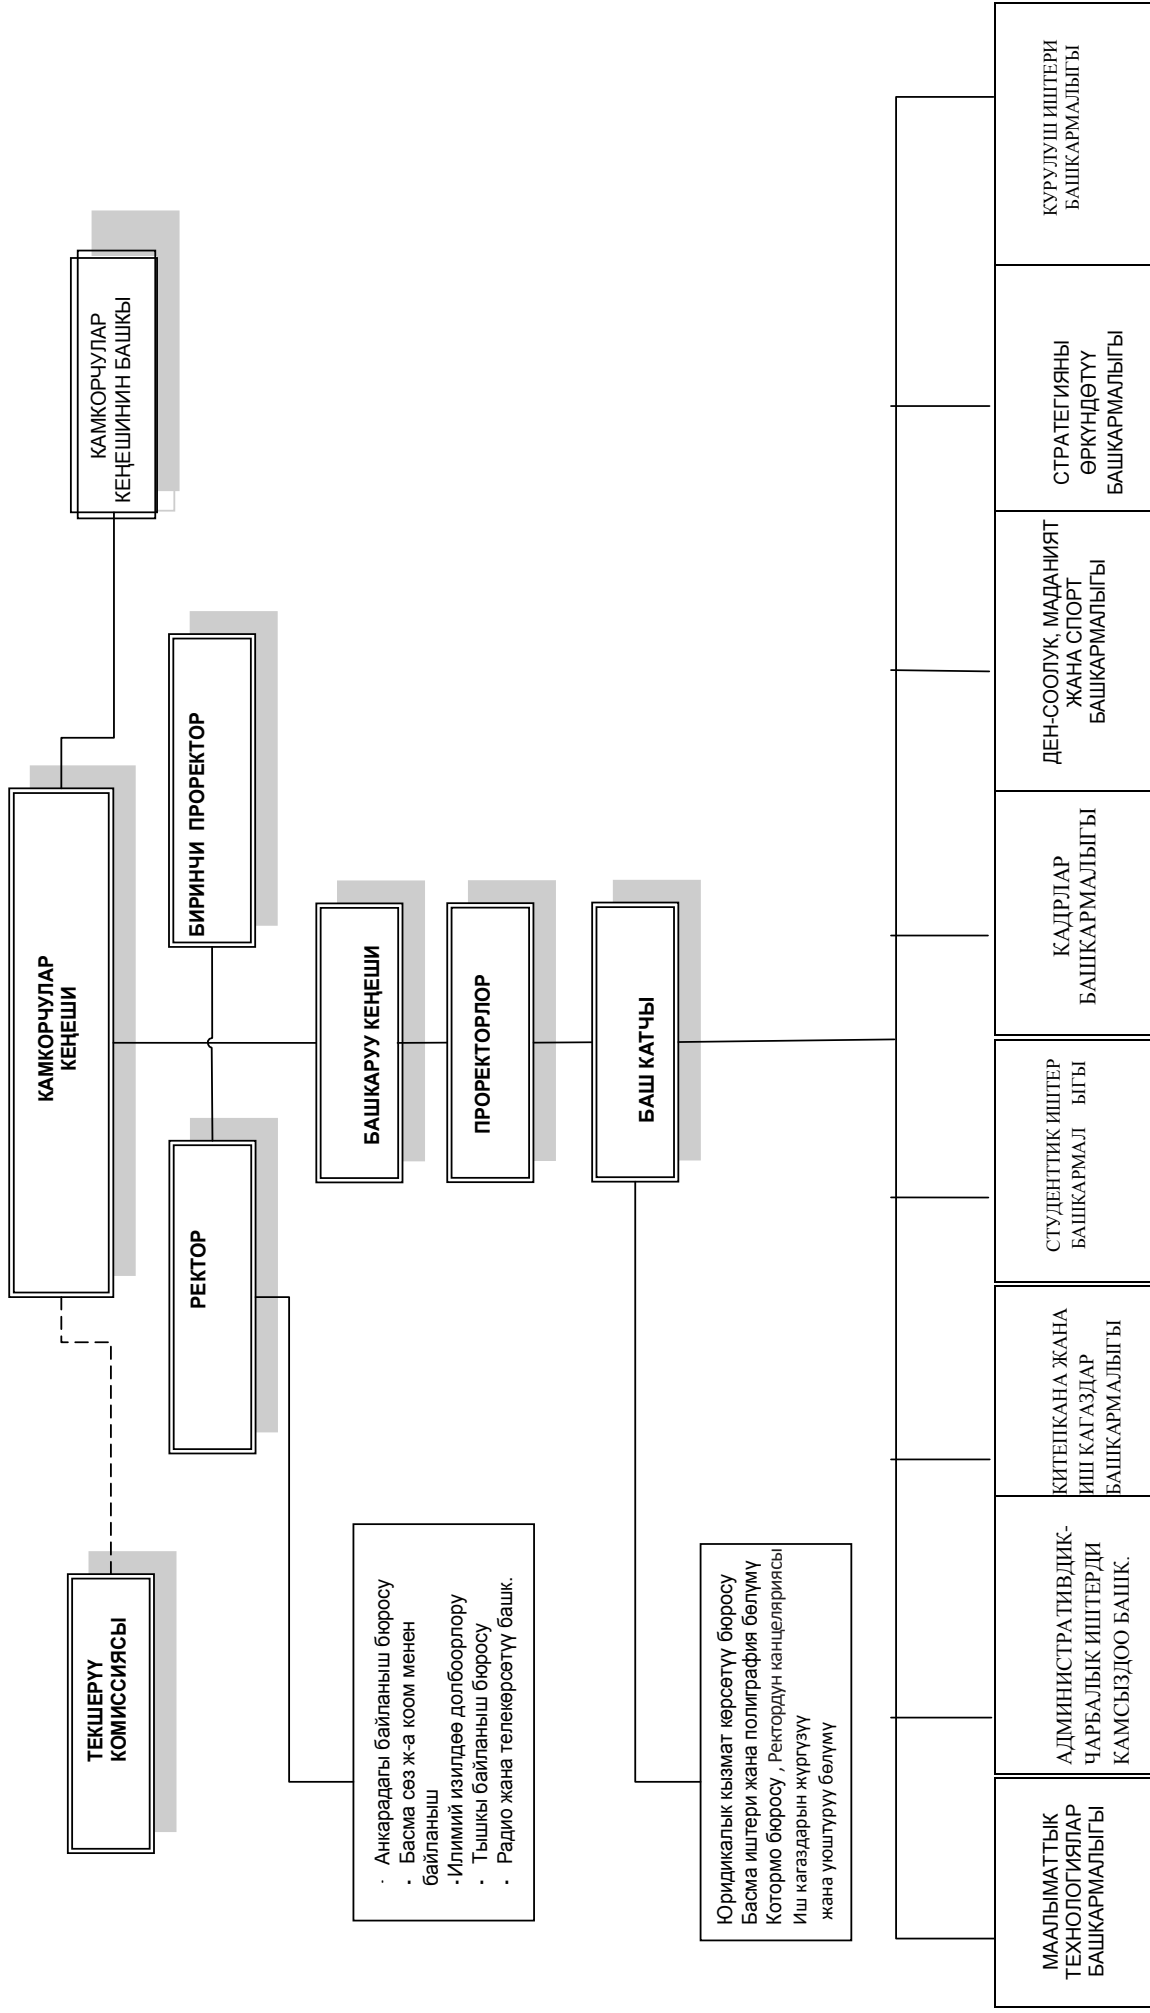 КАМКОРЧУЛАР
КЕҢЕШИ
ТЕКШЕРҮҮ
КОМИССИЯСЫ
КАМКОРЧУЛАР
КЕҢЕШИНИН БАШКЫ
РЕКТОР
БИРИНЧИ ПРОРЕКТОР
БАШКАРУУ КЕҢЕШИ
· Анкарадагы байланыш бюросу
- Басма сөз ж-а коом менен
байланыш
-Илимий изилдөө долбоорлору
- Тышкы байланыш бюросу
- Радио жана телекөрсөтүү башк.
ПРОРЕКТОРЛОР
БАШ КАТЧЫ
Юридикалык кызмат көрсөтүү бюросу
Басма иштери жана полиграфия бөлүмү
Котормо бюросу , Ректордун канцеляриясы
Иш кагаздарын жүргүзүү
жана уюштуруу бөлүмү
МААЛЫМАТТЫК
ТЕХНОЛОГИЯЛАР
БАШКАРМАЛЫГЫ
АДМИНИСТРАТИВДИК-
ЧАРБАЛЫК ИШТЕРДИ
КАМСЫЗДОО БАШК.
КИТЕПКАНА ЖАНА
ИШ КАГАЗДАР
БАШКАРМАЛЫГЫ
СТУДЕНТТИК ИШТЕР
БАШКАРМАЛ ЫГЫ
КАДРЛАР
БАШКАРМАЛЫГЫ
ДЕН-СООЛУК, МАДАНИЯТ
ЖАНА СПОРТ
БАШКАРМАЛЫГЫ
СТРАТЕГИЯНЫ
ӨРКҮНДӨТҮҮ
БАШКАРМАЛЫГЫ
КУРУЛУШ ИШТЕРИ
БАШКАРМАЛЫГЫ